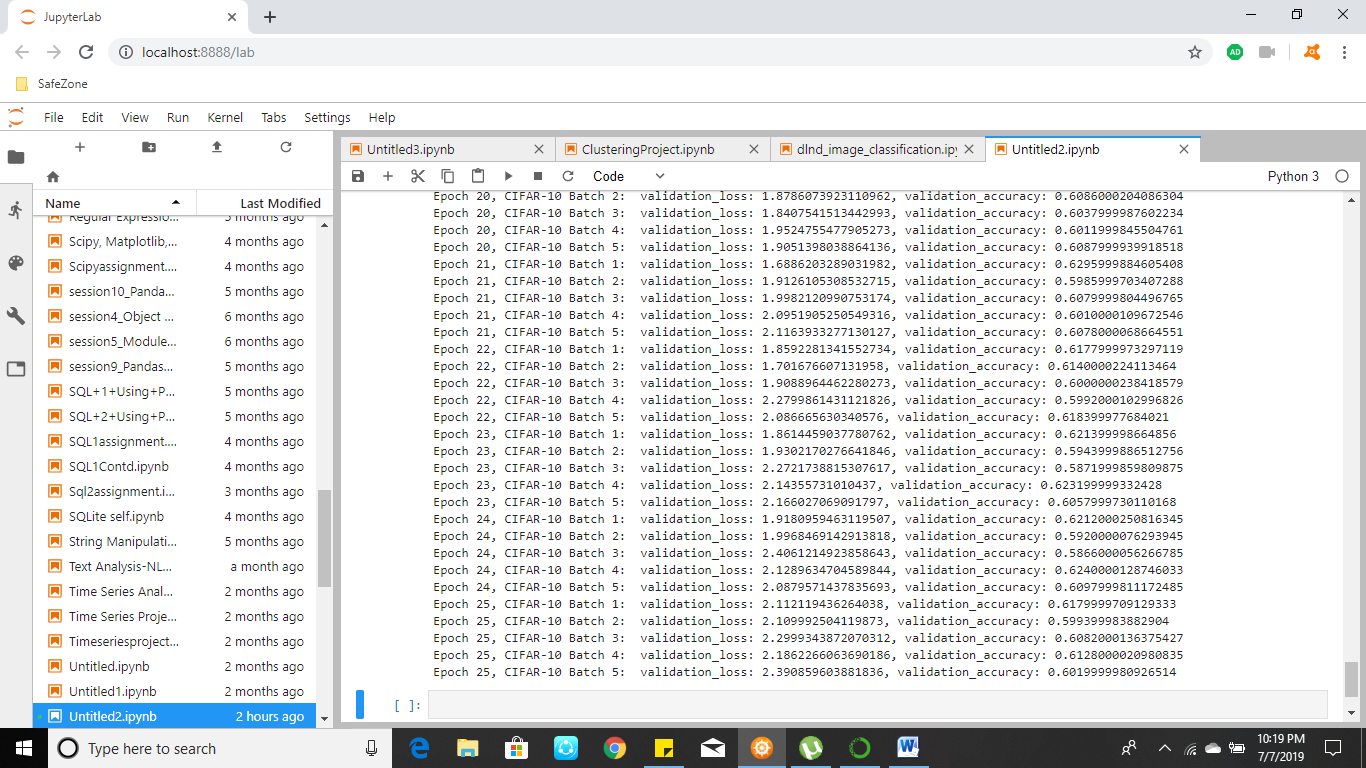 JupyterLab
localhost:8888/lab
SafeZone
File Edit View Run Kernel Tabs Settings Help
Name Last Modified
Regular Expressio... 5 months ago
Scipy, Matplotlib,... 4 months ago
Scipyassignment.... 4 months ago
session10_Panda... 5 months ago
session4_Object ... 6 months ago
session5_Module... 6 months ago
session9_Pandas... 5 months ago
SQL+1+Using+P... 5 months ago
SQL+2+Using+P... 5 months ago
SQL1assignment.... 4 months ago
SQL1Contd.ipynb 4 months ago
Sql2assignment.i... 3 months ago
SQLite self.ipynb 4 months ago
String Manipulati... 5 months ago
Text Analysis-NL... a month ago
Time Series Anal... 2 months ago
Time Series Proje... 2 months ago
Timeseriesproject... 2 months ago
Untitled.ipynb 2 months ago
Untitled1.ipynb 2 months ago
Untitled2.ipynb 2 hours ago
Untitled3.ipynb ClusteringProject.ipynb dlnd_image_classification.ipy Untitled2.ipynb
Code Python 3
Epoch 20, CIFAR-10 Batch 2:  validation_loss: 1.8786073923110962, validation_accuracy: 0.6086000204086304
Epoch 20, CIFAR-10 Batch 3:  validation_loss: 1.8407541513442993, validation_accuracy: 0.6037999987602234
Epoch 20, CIFAR-10 Batch 4:  validation_loss: 1.9524755477905273, validation_accuracy: 0.6011999845504761
Epoch 20, CIFAR-10 Batch 5:  validation_loss: 1.9051398038864136, validation_accuracy: 0.6087999939918518
Epoch 21, CIFAR-10 Batch 1:  validation_loss: 1.6886203289031982, validation_accuracy: 0.6295999884605408
Epoch 21, CIFAR-10 Batch 2:  validation_loss: 1.9126105308532715, validation_accuracy: 0.5985999703407288
Epoch 21, CIFAR-10 Batch 3:  validation_loss: 1.9982120990753174, validation_accuracy: 0.6079999804496765
Epoch 21, CIFAR-10 Batch 4:  validation_loss: 2.0951905250549316, validation_accuracy: 0.6010000109672546
Epoch 21, CIFAR-10 Batch 5:  validation_loss: 2.1163933277130127, validation_accuracy: 0.6078000068664551
Epoch 22, CIFAR-10 Batch 1:  validation_loss: 1.8592281341552734, validation_accuracy: 0.6177999973297119
Epoch 22, CIFAR-10 Batch 2:  validation_loss: 1.701676607131958, validation_accuracy: 0.6140000224113464
Epoch 22, CIFAR-10 Batch 3:  validation_loss: 1.9088964462280273, validation_accuracy: 0.6000000238418579
Epoch 22, CIFAR-10 Batch 4:  validation_loss: 2.2799861431121826, validation_accuracy: 0.5992000102996826
Epoch 22, CIFAR-10 Batch 5:  validation_loss: 2.086665630340576, validation_accuracy: 0.618399977684021
Epoch 23, CIFAR-10 Batch 1:  validation_loss: 1.8614459037780762, validation_accuracy: 0.621399998664856
Epoch 23, CIFAR-10 Batch 2:  validation_loss: 1.9302170276641846, validation_accuracy: 0.5943999886512756
Epoch 23, CIFAR-10 Batch 3:  validation_loss: 2.2721738815307617, validation_accuracy: 0.5871999859809875
Epoch 23, CIFAR-10 Batch 4:  validation_loss: 2.14355731010437, validation_accuracy: 0.623199999332428
Epoch 23, CIFAR-10 Batch 5:  validation_loss: 2.166027069091797, validation_accuracy: 0.6057999730110168
Epoch 24, CIFAR-10 Batch 1:  validation_loss: 1.9180959463119507, validation_accuracy: 0.6212000250816345
Epoch 24, CIFAR-10 Batch 2:  validation_loss: 1.9968469142913818, validation_accuracy: 0.5920000076293945
Epoch 24, CIFAR-10 Batch 3:  validation_loss: 2.4061214923858643, validation_accuracy: 0.5866000056266785
Epoch 24, CIFAR-10 Batch 4:  validation_loss: 2.1289634704589844, validation_accuracy: 0.6240000128746033
Epoch 24, CIFAR-10 Batch 5:  validation_loss: 2.0879571437835693, validation_accuracy: 0.6097999811172485
Epoch 25, CIFAR-10 Batch 1:  validation_loss: 2.112119436264038, validation_accuracy: 0.6179999709129333
Epoch 25, CIFAR-10 Batch 2:  validation_loss: 2.109992504119873, validation_accuracy: 0.599399983882904
Epoch 25, CIFAR-10 Batch 3:  validation_loss: 2.2999343872070312, validation_accuracy: 0.6082000136375427
Epoch 25, CIFAR-10 Batch 4:  validation_loss: 2.1862266063690186, validation_accuracy: 0.6128000020980835
Epoch 25, CIFAR-10 Batch 5:  validation_loss: 2.390859603881836, validation_accuracy: 0.6019999980926514
[ ]:
Type here to search
10:19 PM
7/7/2019